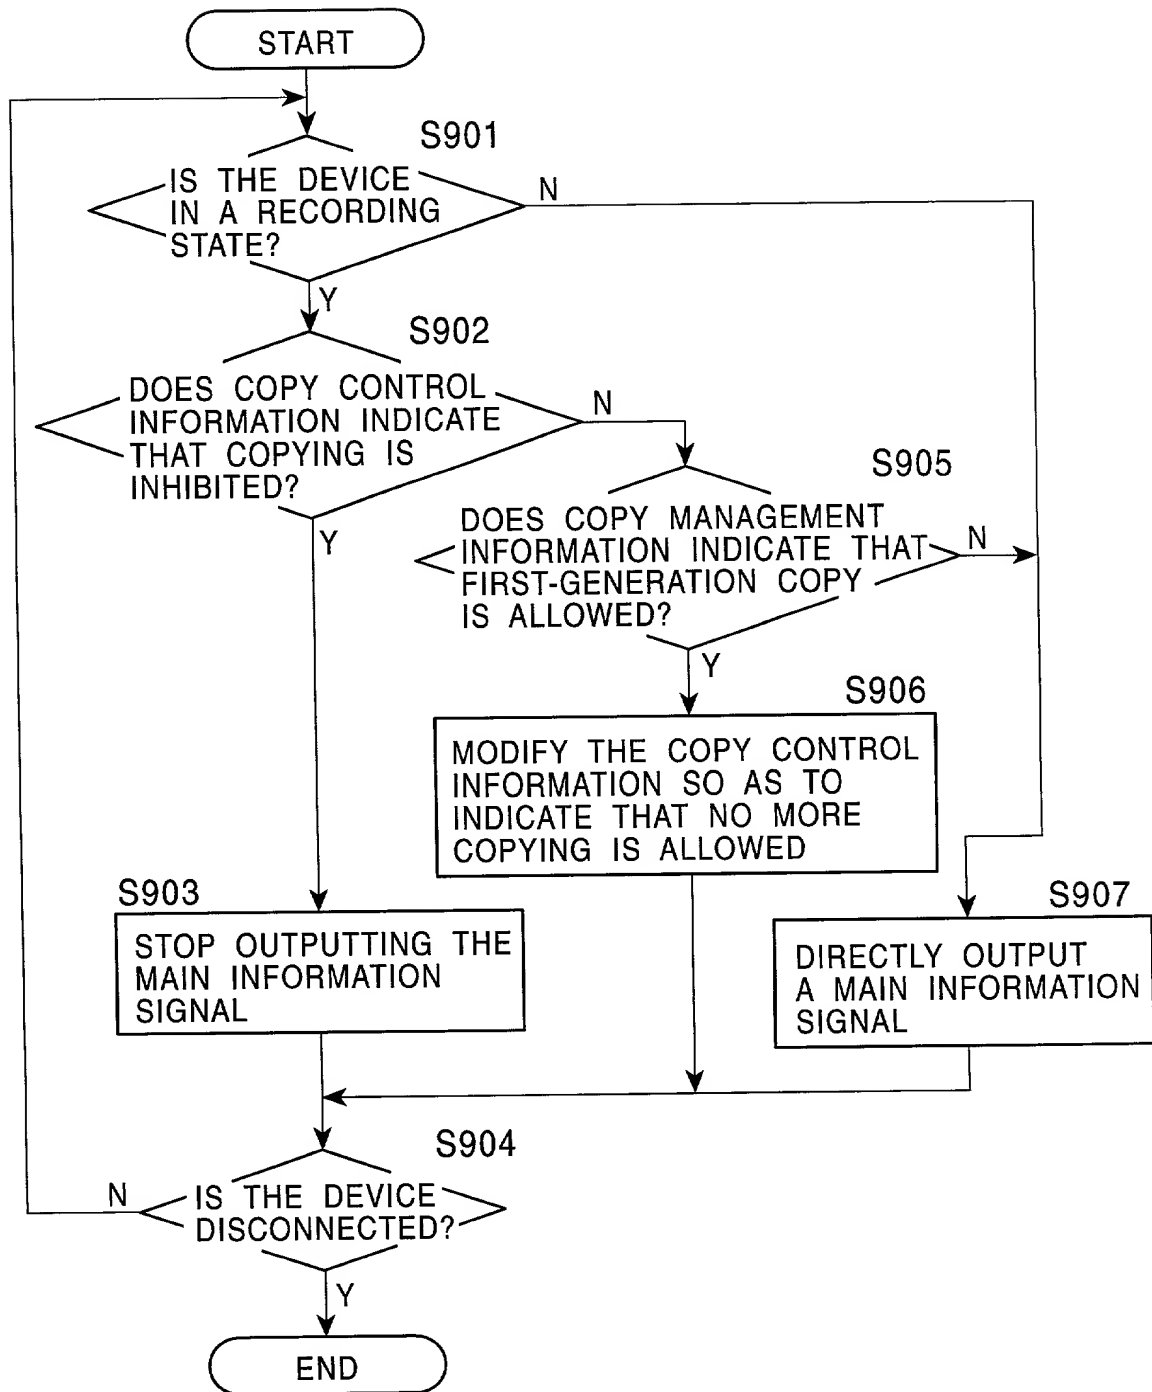 START
S901
IS THE DEVICE
IN A RECORDING
STATE?
N
Y
S902
DOES COPY CONTROL
INFORMATION INDICATE
THAT COPYING IS
INHIBITED?
N
Y
S905
DOES COPY MANAGEMENT
INFORMATION INDICATE THAT
FIRST-GENERATION COPY
IS ALLOWED?
N
Y
S906
MODIFY THE COPY CONTROL
INFORMATION SO AS TO
INDICATE THAT NO MORE
COPYING IS ALLOWED
S903
STOP OUTPUTTING THE
MAIN INFORMATION
SIGNAL
S907
DIRECTLY OUTPUT
A MAIN INFORMATION
SIGNAL
S904
N
IS THE DEVICE
DISCONNECTED?
Y
END